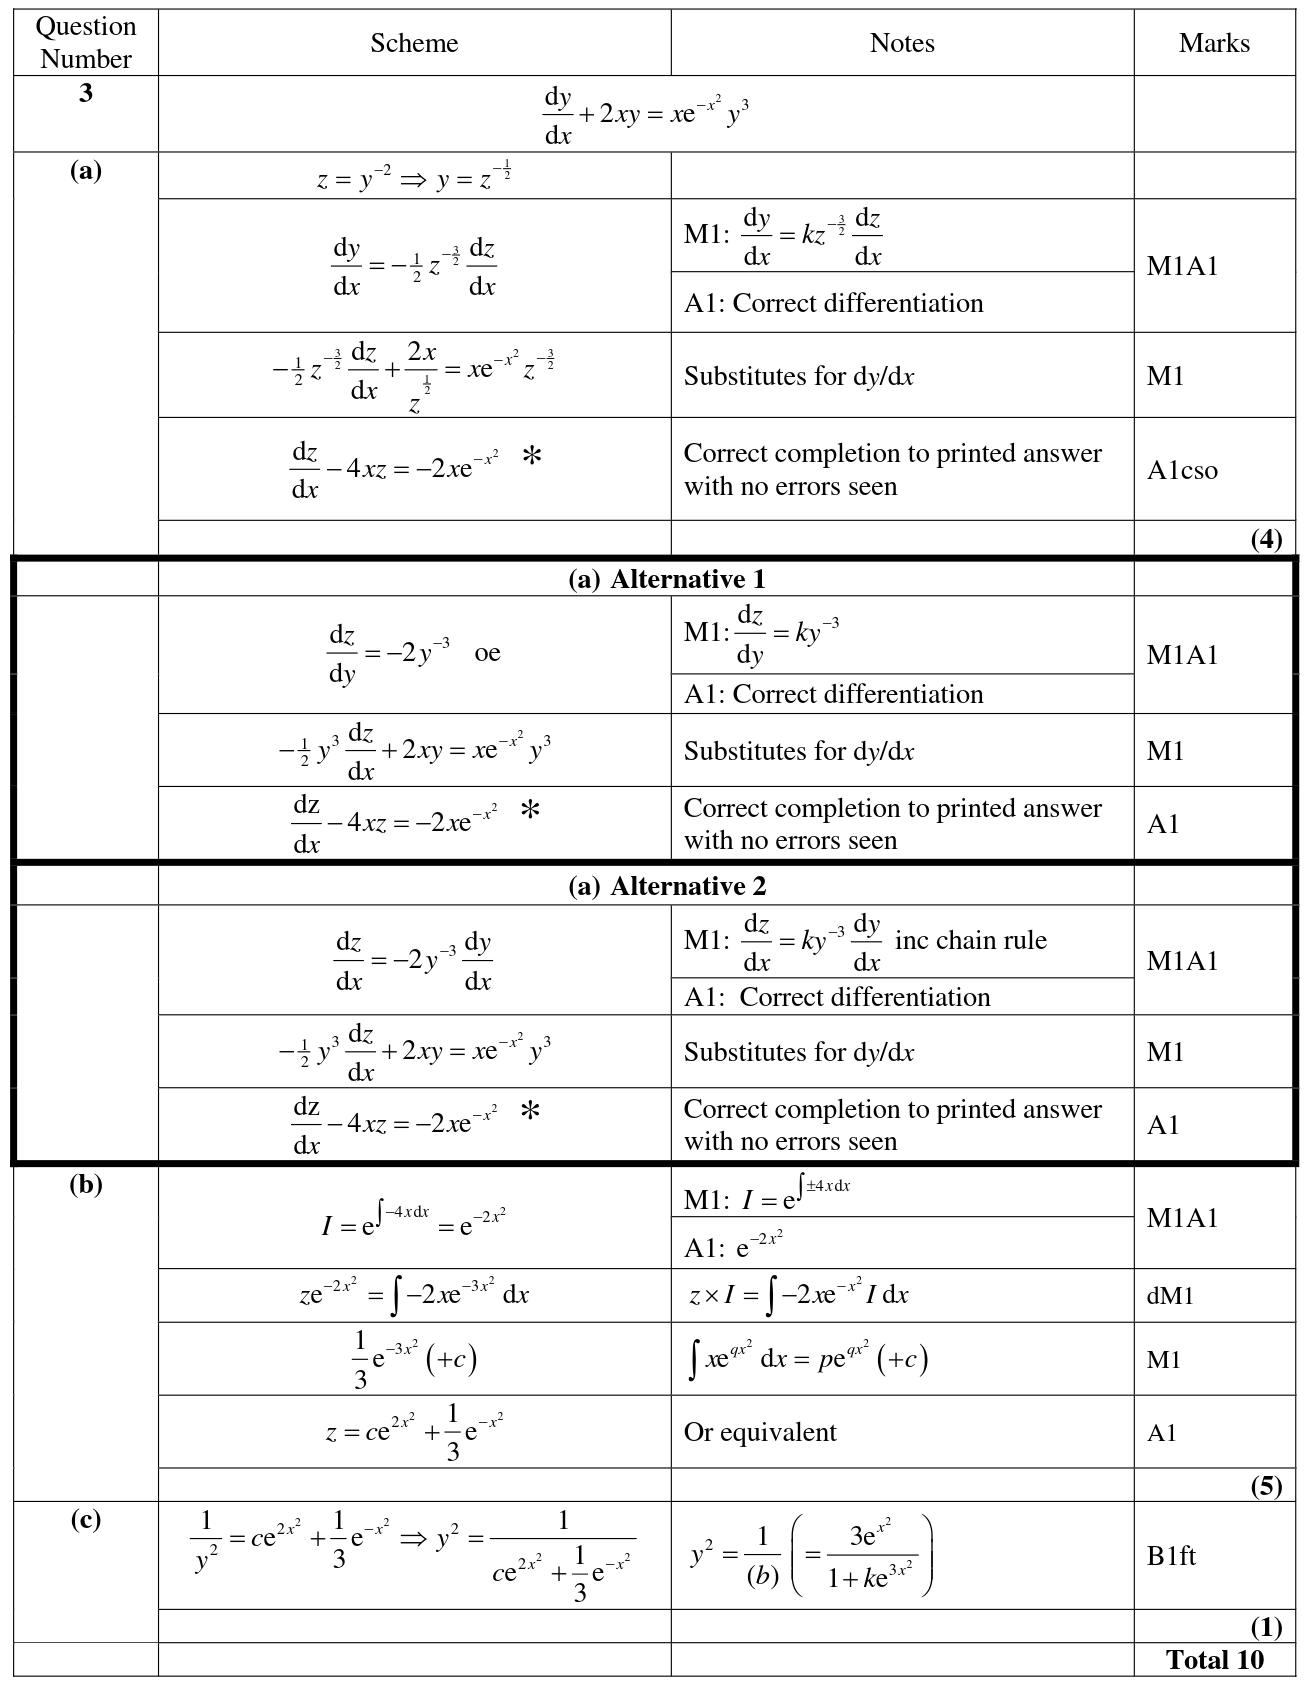 Question Number | Scheme | Notes | Marks
3 | $\frac{dy}{dx} + 2xy = xe^{-x^2}y^3$
(a) | $z = y^{-2} \Rightarrow y = z^{-\frac{1}{2}}$
$\frac{dy}{dx} = -\frac{1}{2}z^{-\frac{3}{2}}\frac{dz}{dx}$ | M1: $\frac{dy}{dx} = kz^{-\frac{3}{2}}\frac{dz}{dx}$ | M1A1
A1: Correct differentiation
$-\frac{1}{2}z^{-\frac{3}{2}}\frac{dz}{dx} + \frac{2x}{z^{\frac{1}{2}}} = xe^{-x^2}z^{-\frac{3}{2}}$ | Substitutes for dy/dx | M1
$\frac{dz}{dx} - 4xz = -2xe^{-x^2}$ * | Correct completion to printed answer with no errors seen | A1cso
(4)
(a) Alternative 1
$\frac{dz}{dy} = -2y^{-3}$ oe | M1: $\frac{dz}{dy} = ky^{-3}$ | M1A1
A1: Correct differentiation
$-\frac{1}{2}y^3\frac{dz}{dx} + 2xy = xe^{-x^2}y^3$ | Substitutes for dy/dx | M1
$\frac{dz}{dx} - 4xz = -2xe^{-x^2}$ * | Correct completion to printed answer with no errors seen | A1
(a) Alternative 2
$\frac{dz}{dx} = -2y^{-3}\frac{dy}{dx}$ | M1: $\frac{dz}{dx} = ky^{-3}\frac{dy}{dx}$ inc chain rule | M1A1
A1: Correct differentiation
$-\frac{1}{2}y^3\frac{dz}{dx} + 2xy = xe^{-x^2}y^3$ | Substitutes for dy/dx | M1
$\frac{dz}{dx} - 4xz = -2xe^{-x^2}$ * | Correct completion to printed answer with no errors seen | A1
(b) | $I = e^{\int -4xdx} = e^{-2x^2}$ | M1: $I = e^{\int \pm 4xdx}$ | M1A1
A1: $e^{-2x^2}$
$ze^{-2x^2} = \int -2xe^{-3x^2}dx$ | $z \times I = \int -2xe^{-x^2}I\,dx$ | dM1
$\frac{1}{3}e^{-3x^2}(+c)$ | $\int xe^{qx^2}dx = pe^{qx^2}(+c)$ | M1
$z = ce^{2x^2} + \frac{1}{3}e^{-x^2}$ | Or equivalent | A1
(5)
(c) | $\frac{1}{y^2} = ce^{2x^2} + \frac{1}{3}e^{-x^2} \Rightarrow y^2 = \frac{1}{ce^{2x^2} + \frac{1}{3}e^{-x^2}}$ | $y^2 = \frac{1}{(b)}\left(= \frac{3e^{x^2}}{1 + ke^{3x^2}}\right)$ | B1ft
(1)
Total 10